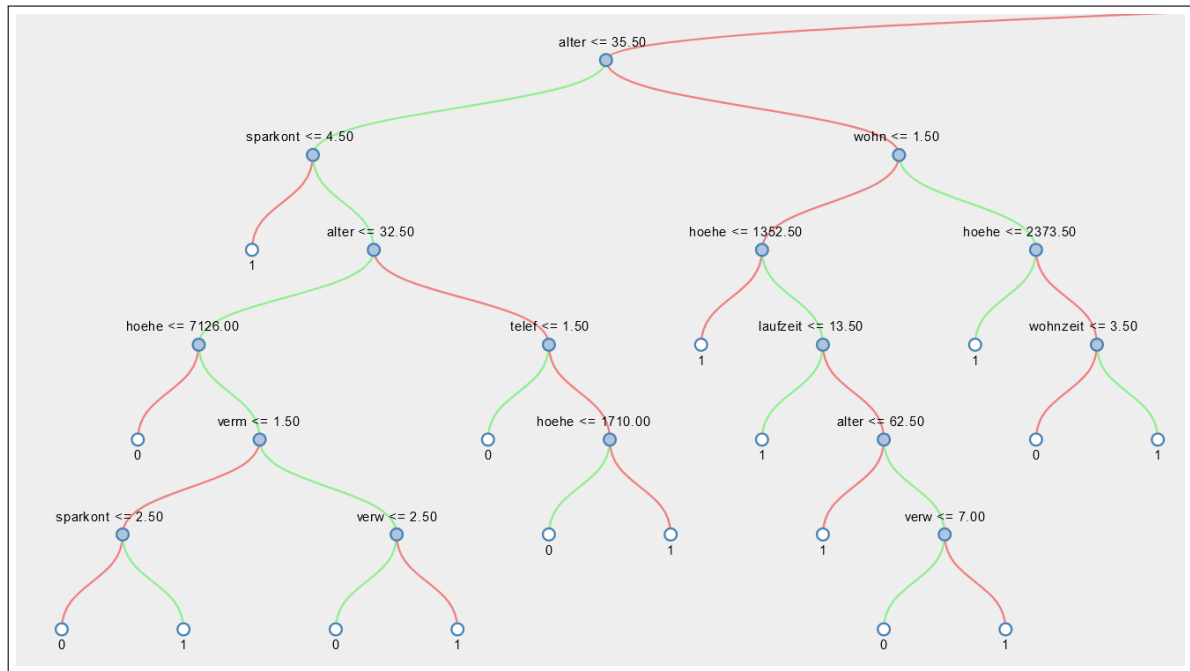 alter <= 35.50
sparkont <= 4.50
wohn <= 1.50
1
alter <= 32.50
hoehe <= 1352.50
hoehe <= 2373.50
hoehe <= 7126.00
telef <= 1.50
1
laufzeit <= 13.50
1
wohnzeit <= 3.50
0
verm <= 1.50
0
hoehe <= 1710.00
1
alter <= 62.50
0
1
sparkont <= 2.50
verw <= 2.50
0
1
1
verw <= 7.00
0
1
0
1
0
1